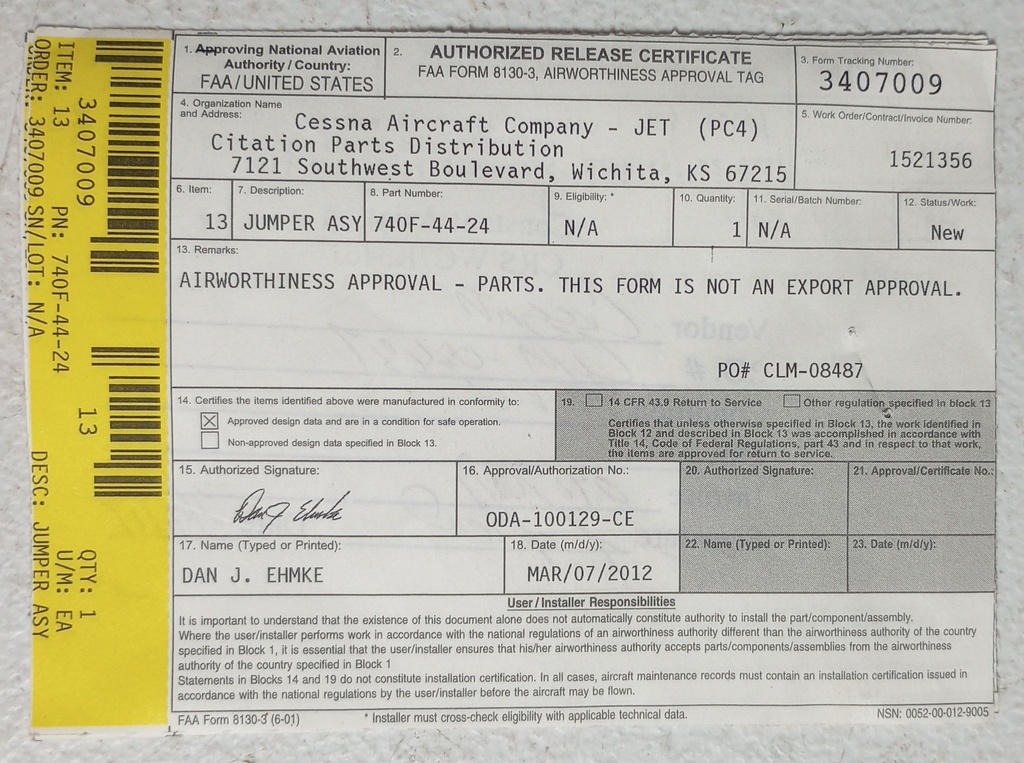 1. Approving National Aviation
Authority / Country:
FAA/UNITED STATES
2. AUTHORIZED RELEASE CERTIFICATE
FAA FORM 8130-3, AIRWORTHINESS APPROVAL TAG
3. Form Tracking Number:
3407009
4. Organization Name
and Address:
Cessna Aircraft Company - JET (PC4)
Citation Parts Distribution
7121 Southwest Boulevard, Wichita, KS 67215
5. Work Order/Contract/Invoice Number:
1521356
6. Item:
13
7. Description:
JUMPER ASY
8. Part Number:
740F-44-24
9. Eligibility: *
N/A
10. Quantity:
1
11. Serial/Batch Number:
N/A
12. Status/Work:
New
13. Remarks:
AIRWORTHINESS APPROVAL - PARTS. THIS FORM IS NOT AN EXPORT APPROVAL.
PO# CLM-08487
14. Certifies the items identified above were manufactured in conformity to:
Approved design data and are in a condition for safe operation.
Non-approved design data specified in Block 13.
19. 14 CFR 43.9 Return to Service Other regulation specified in block 13
Certifies that unless otherwise specified in Block 13, the work identified in
Block 12 and described in Block 13 was accomplished in accordance with
Title 14, Code of Federal Regulations, part 43 and in respect to that work,
the items are approved for return to service.
15. Authorized Signature:
Dan J Ehmke
16. Approval/Authorization No.:
ODA-100129-CE
20. Authorized Signature:
21. Approval/Certificate No.:
17. Name (Typed or Printed):
DAN J. EHMKE
18. Date (m/d/y):
MAR/07/2012
22. Name (Typed or Printed):
23. Date (m/d/y):
User/Installer Responsibilities
It is important to understand that the existence of this document alone does not automatically constitute authority to install the part/component/assembly.
Where the user/installer performs work in accordance with the national regulations of an airworthiness authority different than the airworthiness authority of the country
specified in Block 1, it is essential that the user/installer ensures that his/her airworthiness authority accepts parts/components/assemblies from the airworthiness
authority of the country specified in Block 1
Statements in Blocks 14 and 19 do not constitute installation certification. In all cases, aircraft maintenance records must contain an installation certification issued in
accordance with the national regulations by the user/installer before the aircraft may be flown.
FAA Form 8130-3 (6-01)
* Installer must cross-check eligibility with applicable technical data.
NSN: 0052-00-012-9005
3407009 13 QTY: 1
ITEM: 13 PN: 740F-44-24 U/M: EA
ORDER: 3407009 SN/LOT: N/A DESC: JUMPER ASY